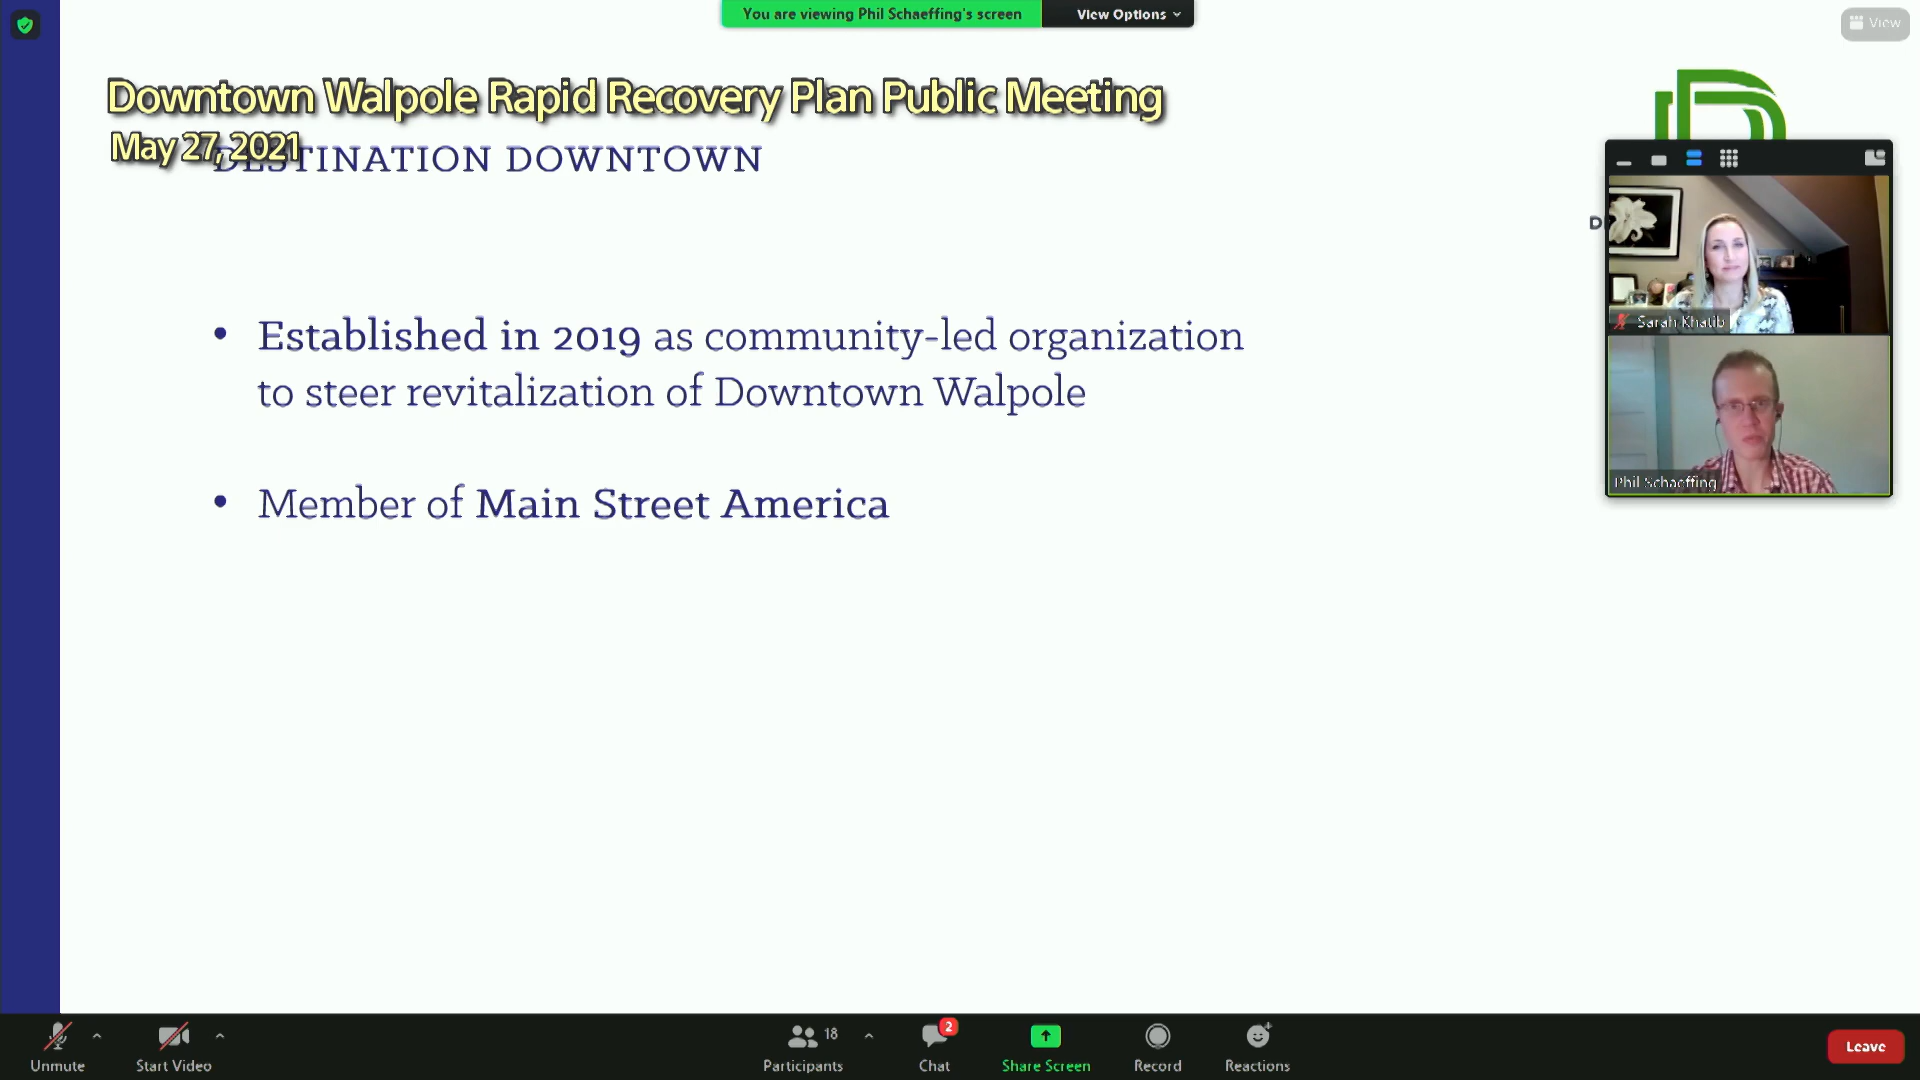 You are viewing Phil Schaeffing's screen
View Options
View
Downtown Walpole Rapid Recovery Plan Public Meeting
May 27, 2021
DESTINATION DOWNTOWN
D
Established in 2019 as community-led organization
to steer revitalization of Downtown Walpole
Member of Main Street America
Sarah Khatib
Phil Schaeffing
Unmute
Start Video
18
Participants
2
Chat
Share Screen
Record
Reactions
Leave